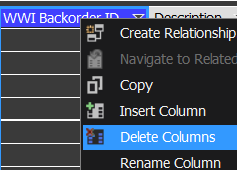 WWI Backorder ID Description
Create Relationship
Navigate to Related
Copy
Insert Column
Delete Columns
Rename Column